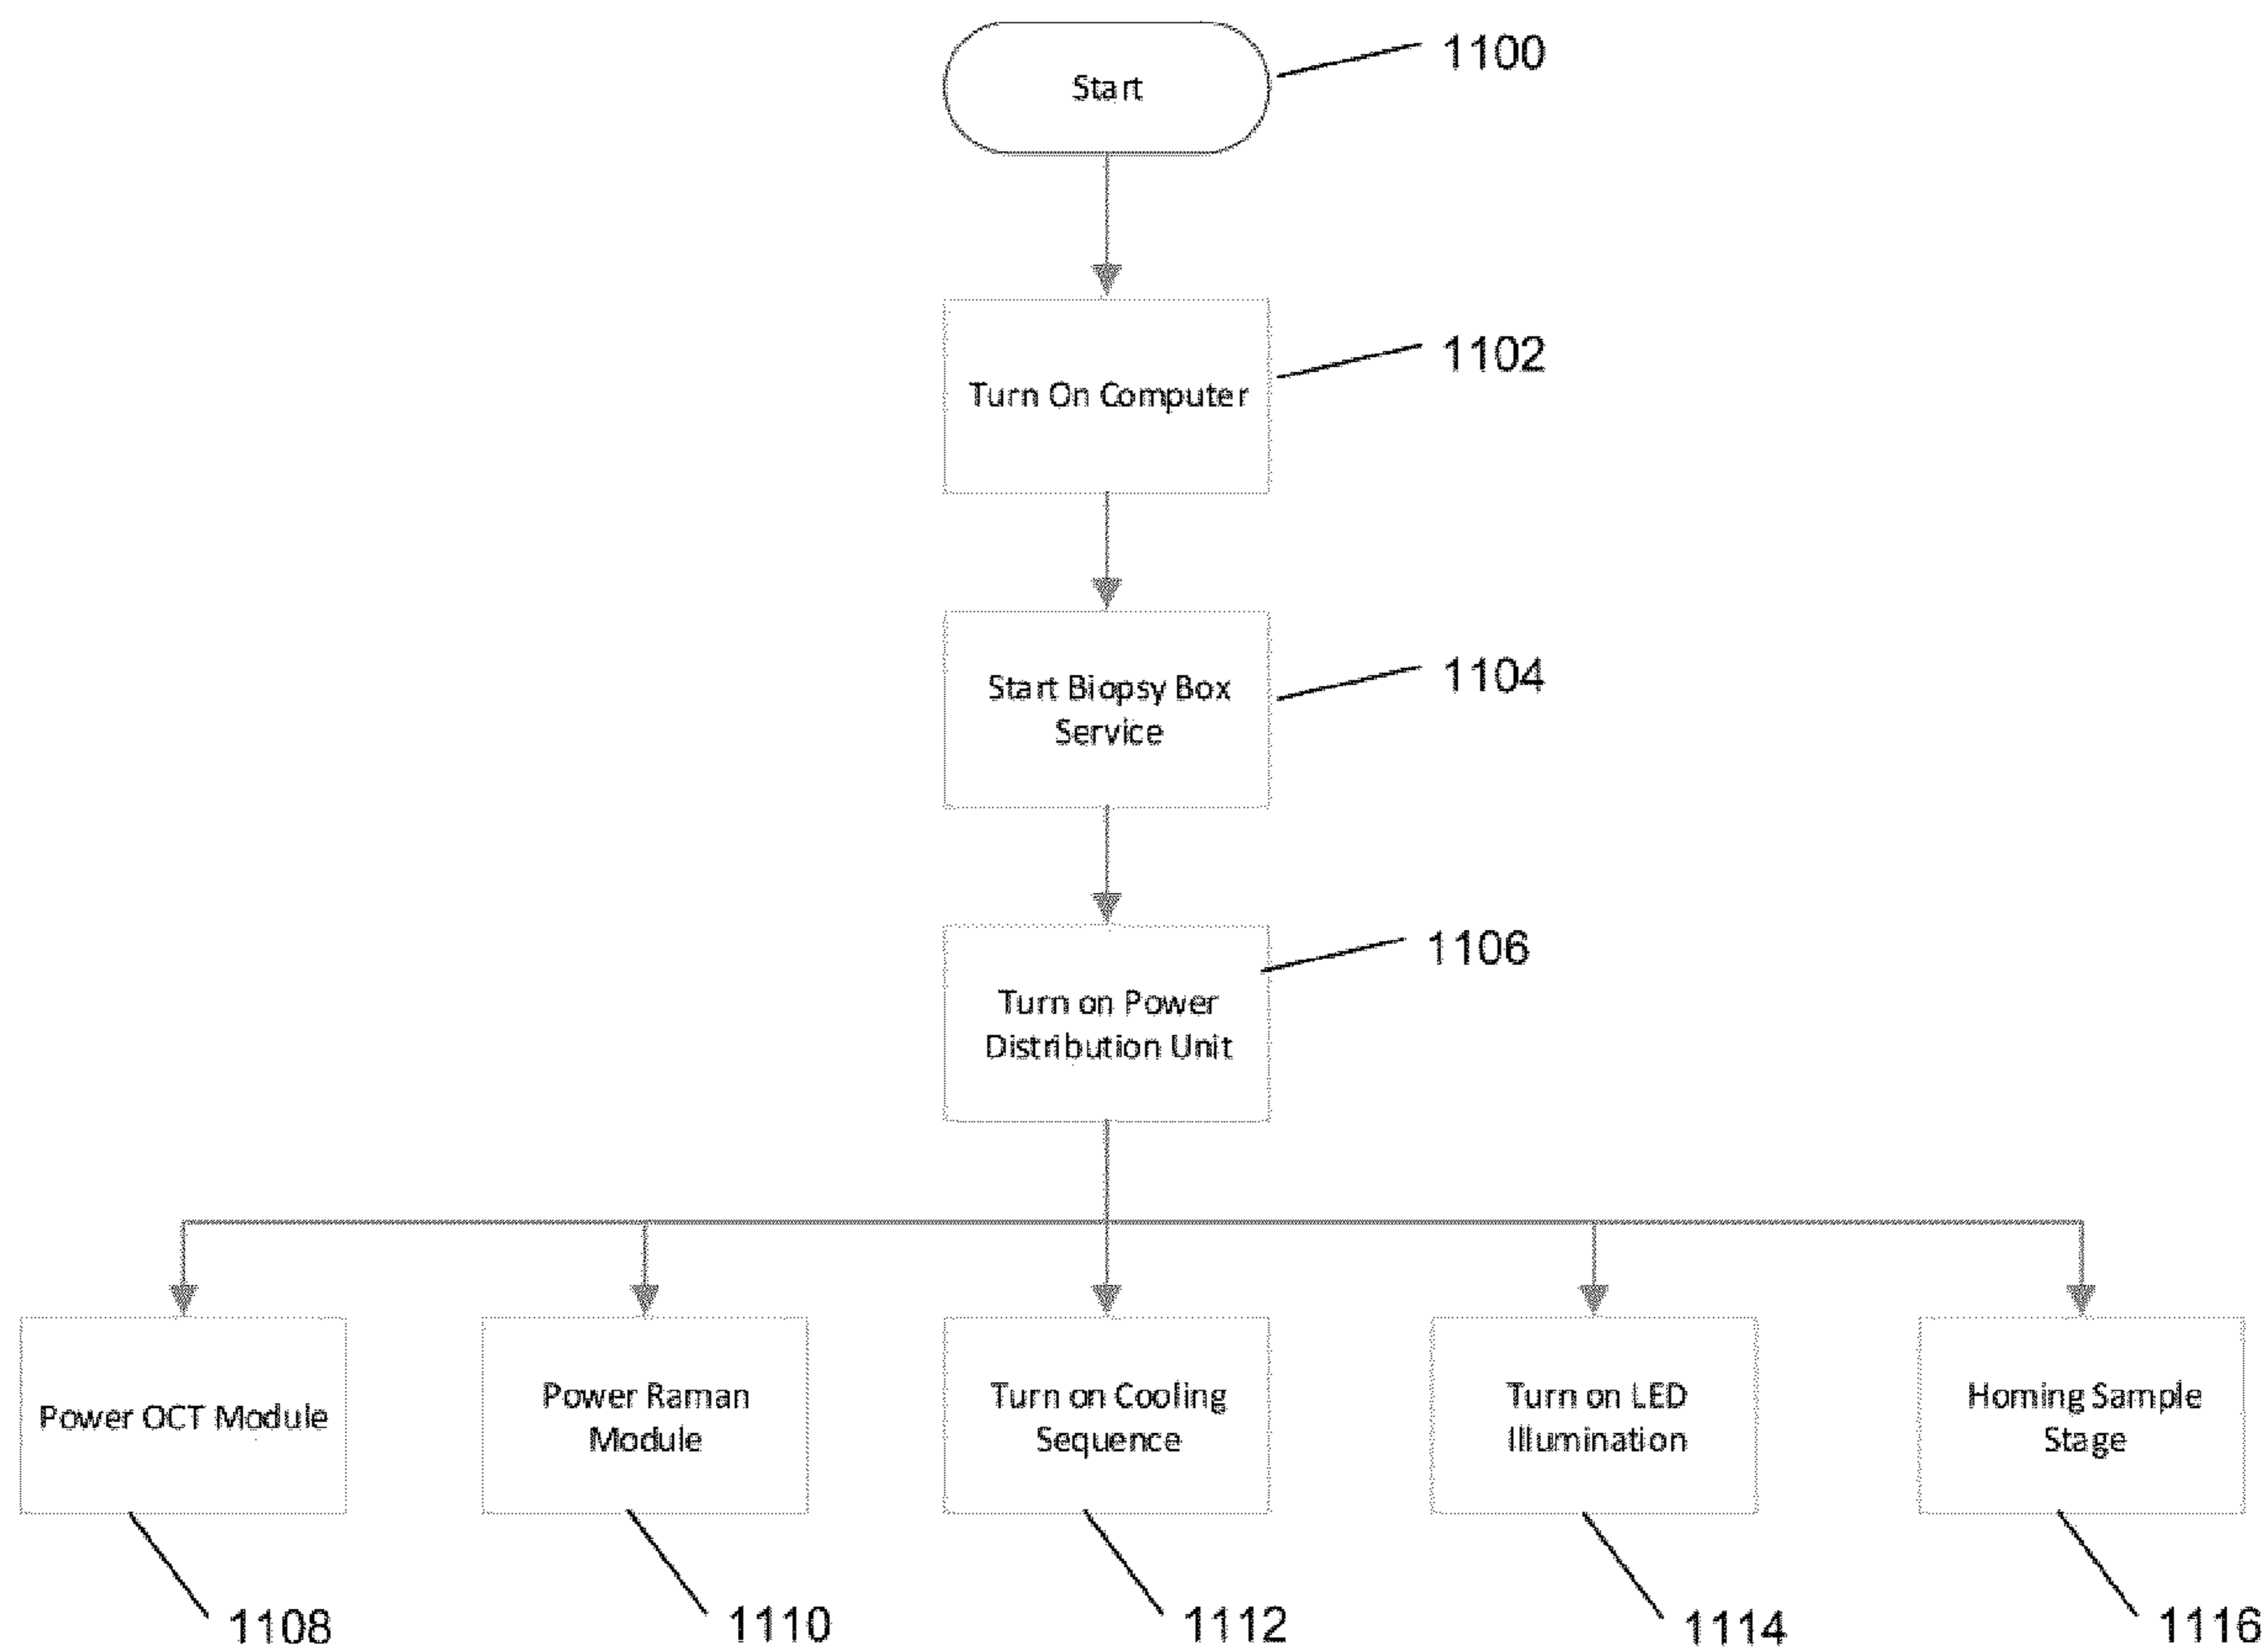 Start
1100
Turn On Computer
1102
Start Biopsy Box
Service
1104
Turn on Power
Distribution Unit
1106
Power OCT Module
Power Raman
Module
Turn on Cooling
Sequence
Turn on LED
Illumination
Homing Sample
Stage
1108
1110
1112
1114
1116